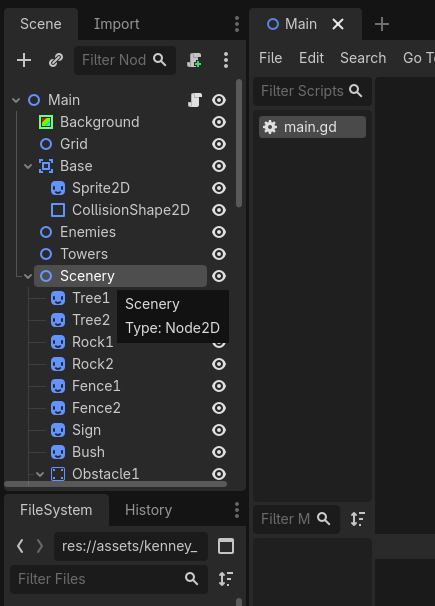 Scene
Import
Filter Nod
Main
Background
Grid
Base
Sprite2D
CollisionShape2D
Enemies
Towers
Scenery
Tree1
Scenery
Tree2
Type: Node2D
Rock1
Rock2
Fence1
Fence2
Sign
Bush
Obstacle1
FileSystem
History
res://assets/kenney_
Filter Files
Main
File Edit Search Go T
Filter Scripts
main.gd
Filter M